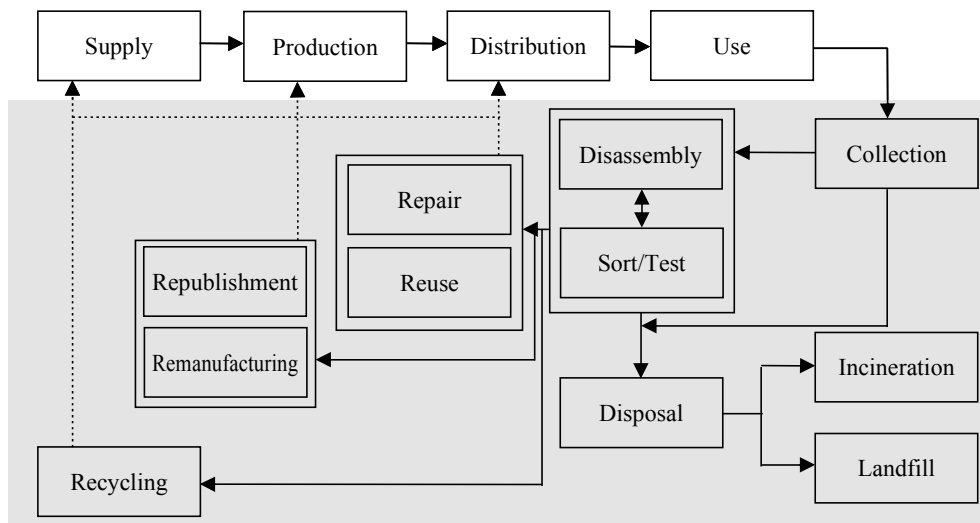 Supply
Production
Distribution
Use
Disassembly
Collection
Repair
Sort/Test
Republishment
Reuse
Remanufacturing
Incineration
Disposal
Recycling
Landfill